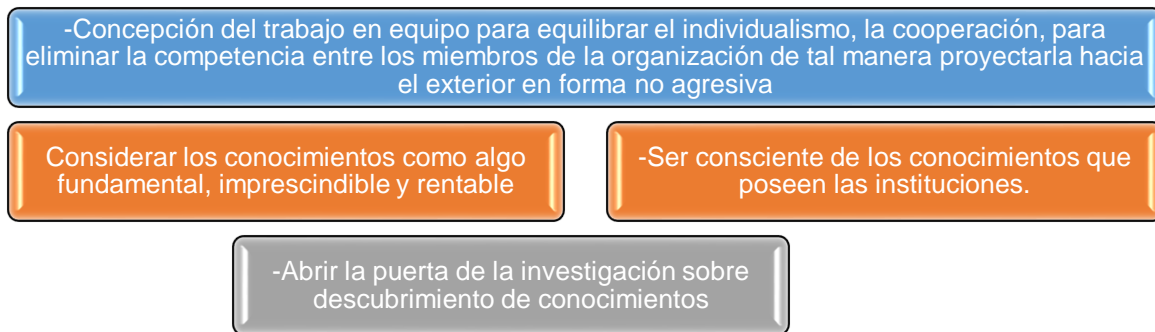 -Concepción del trabajo en equipo para equilibrar el individualismo, la cooperación, para
eliminar la competencia entre los miembros de la organización de tal manera proyectarla hacia
el exterior en forma no agresiva
Considerar los conocimientos como algo
fundamental, imprescindible y rentable
-Ser consciente de los conocimientos que
poseen las instituciones.
-Abrir la puerta de la investigación sobre
descubrimiento de conocimientos